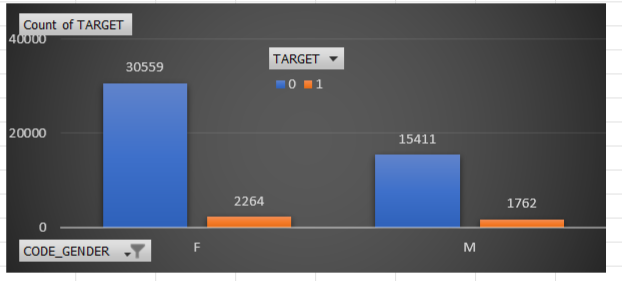 Count of TARGET
40000
TARGET
0 1
30559
15411
20000
2264
1762
0
CODE_GENDER
F
M